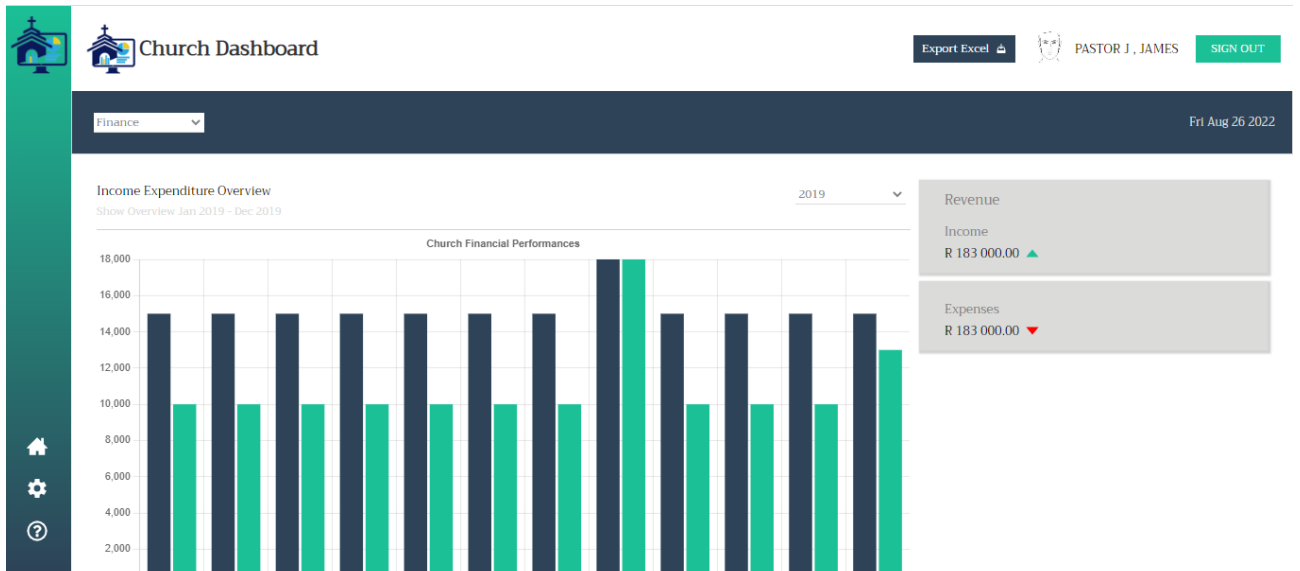 Church Dashboard
Export Excel
PASTOR J , JAMES
SIGN OUT
Finance
Fri Aug 26 2022
Income Expenditure Overview
2019
Show Overview Jan 2019 - Dec 2019
Church Financial Performances
18,000
16,000
14,000
12,000
10,000
8,000
6,000
4,000
2,000
Revenue
Income
R 183 000.00
Expenses
R 183 000.00